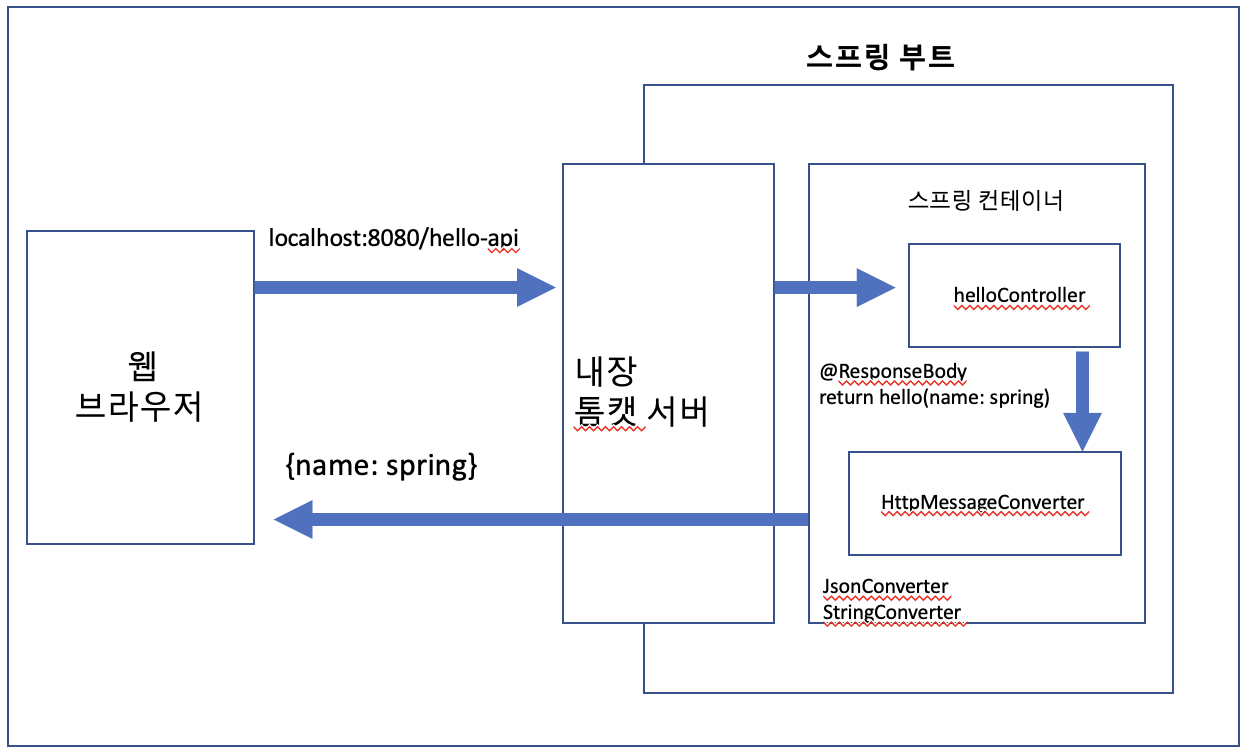 스프링 부트
스프링 컨테이너
localhost:8080/hello-api
helloController
웹
브라우저
내장
톰캣 서버
@ResponseBody
return hello(name: spring)
{name: spring}
HttpMessageConverter
JsonConverter
StringConverter